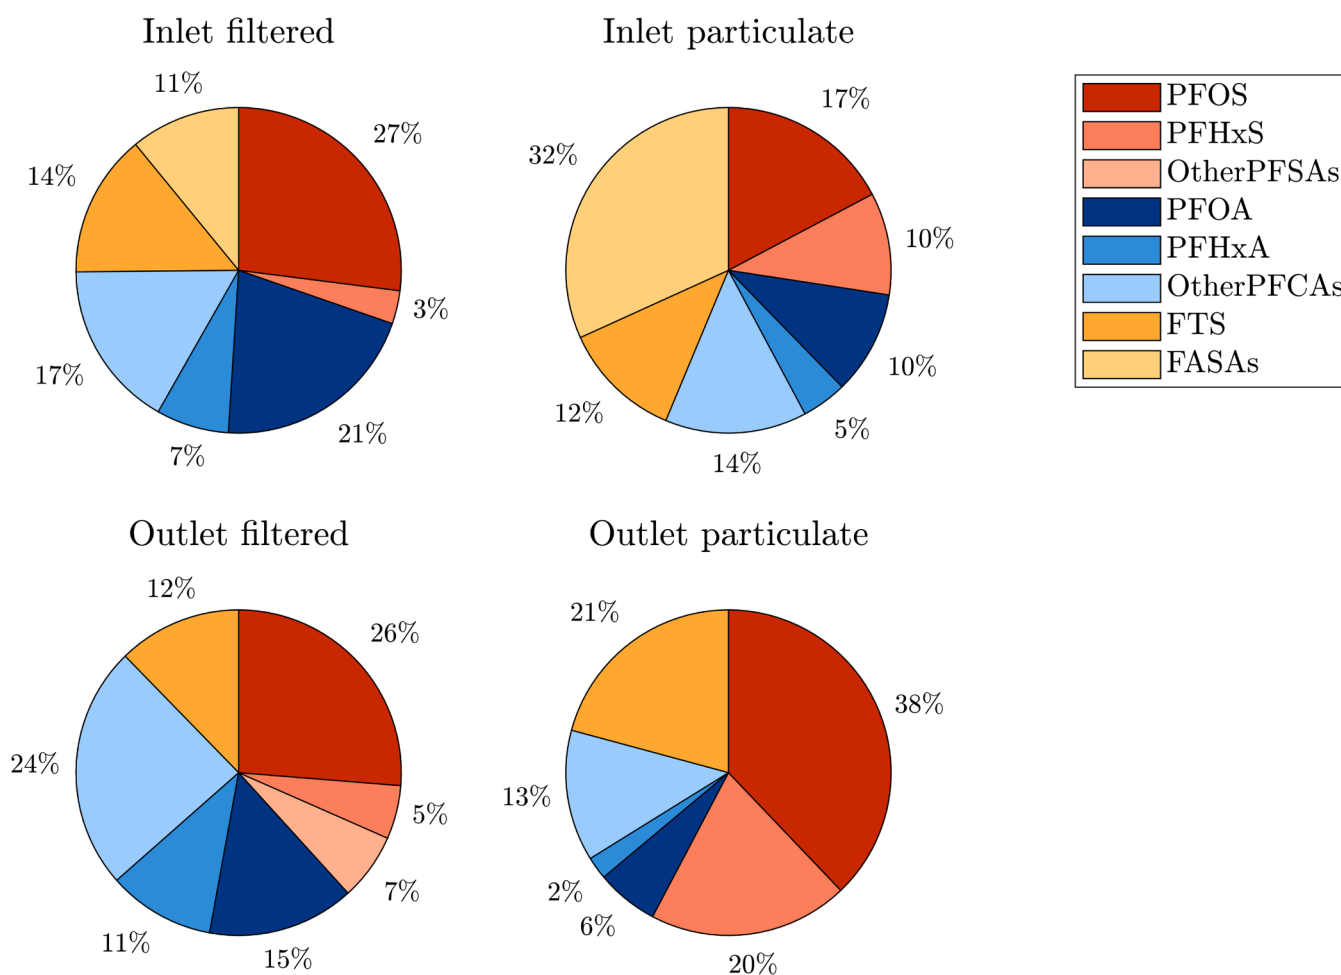 Inlet filtered
11%
27%
14%
3%
17%
21%
7%
Inlet particulate
17%
32%
10%
10%
12%
5%
14%
PFOS
PFHxS
OtherPFSAs
PFOA
PFHxA
OtherPFCAs
FTS
FASAs
Outlet filtered
12%
26%
24%
5%
7%
11%
15%
Outlet particulate
21%
38%
13%
2%
6%
20%